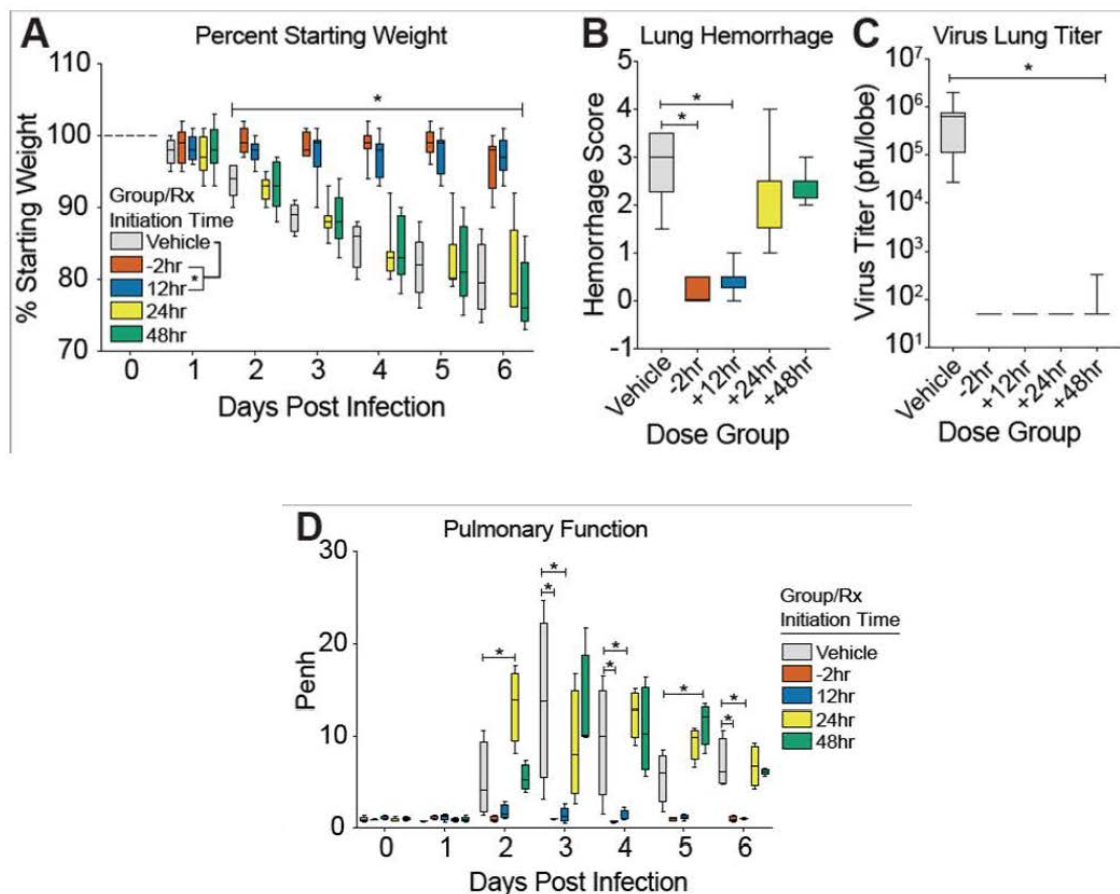 A
Percent Starting Weight
% Starting Weight
110
100
90
80
70
*
Group/Rx
Initiation Time
Vehicle
-2hr
12hr
24hr
48hr
*
0 1 2 3 4 5 6
Days Post Infection
B
Lung Hemorrhage
Hemorrhage Score
5
4
3
2
1
0
-1
*
*
Vehicle
-2hr
+12hr
+24hr
+48hr
Dose Group
C
Virus Lung Titer
Virus Titer (pfu/lobe)
10⁷
10⁶
10⁵
10⁴
10³
10²
10¹
*
Vehicle
-2hr
+12hr
+24hr
+48hr
Dose Group
D
Pulmonary Function
Penh
30
20
10
0
*
*
*
*
*
*
*
*
0 1 2 3 4 5 6
Days Post Infection
Group/Rx
Initiation Time
Vehicle
-2hr
12hr
24hr
48hr